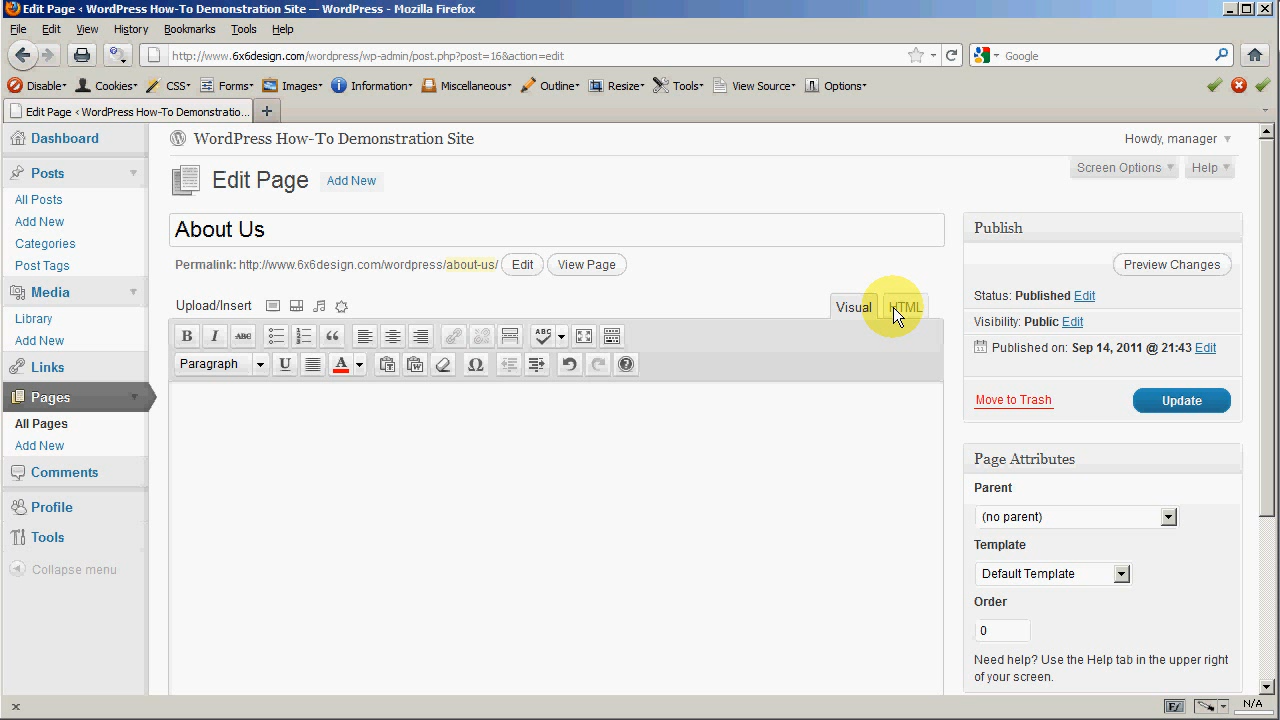 Edit Page ‹ WordPress How-To Demonstration Site — WordPress - Mozilla Firefox
File Edit View History Bookmarks Tools Help
http://www.6x6design.com/wordpress/wp-admin/post.php?post=16&action=edit
Google
Disable▾ Cookies▾ CSS▾ Forms▾ Images▾ Information▾ Miscellaneous▾ Outline▾ Resize▾ Tools▾ View Source▾ Options▾
Edit Page ‹ WordPress How-To Demonstratio...
Dashboard
Posts
All Posts
Add New
Categories
Post Tags
Media
Library
Add New
Links
Pages
All Pages
Add New
Comments
Profile
Tools
Collapse menu
WordPress How-To Demonstration Site
Howdy, manager
Screen Options
Help
Edit Page
Add New
About Us
Permalink: http://www.6x6design.com/wordpress/about-us/ Edit View Page
Upload/Insert
Visual HTML
B I ABC ABC
Paragraph U A Ω
Publish
Preview Changes
Status: Published Edit
Visibility: Public Edit
Published on: Sep 14, 2011 @ 21:43 Edit
Move to Trash
Update
Page Attributes
Parent
(no parent)
Template
Default Template
Order
0
Need help? Use the Help tab in the upper right
of your screen.
N/A